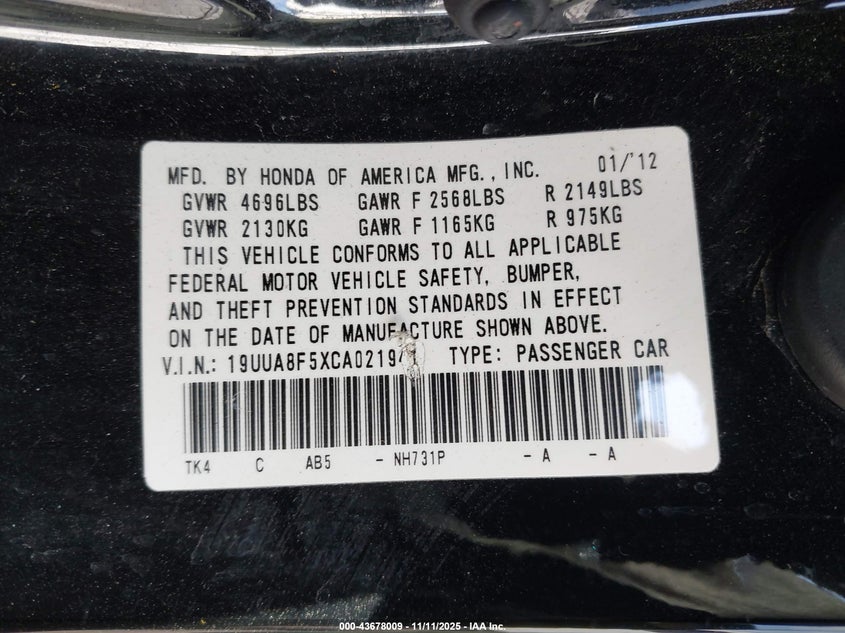 MFD. BY HONDA OF AMERICA MFG., INC. 01/'12
GVWR 4696LBS GAWR F 2568LBS R 2149LBS
GVWR 2130KG GAWR F 1165KG R 975KG
THIS VEHICLE CONFORMS TO ALL APPLICABLE
FEDERAL MOTOR VEHICLE SAFETY, BUMPER,
AND THEFT PREVENTION STANDARDS IN EFFECT
ON THE DATE OF MANUFACTURE SHOWN ABOVE.
V.I.N.: TYPE: PASSENGER CAR
TK4 C AB5 - NH731P - A - A
000-43678009 - 11/11/2025 - IAA Inc.